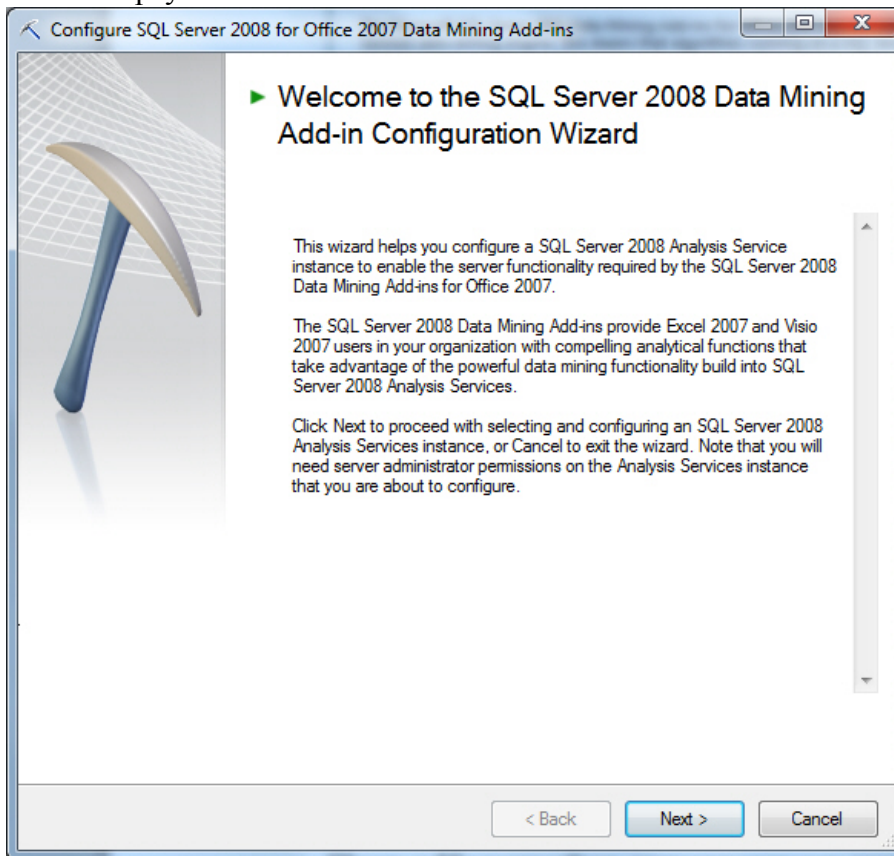 Configure SQL Server 2008 for Office 2007 Data Mining Add-ins
Welcome to the SQL Server 2008 Data Mining
Add-in Configuration Wizard
This wizard helps you configure a SQL Server 2008 Analysis Service
instance to enable the server functionality required by the SQL Server 2008
Data Mining Add-ins for Office 2007.
The SQL Server 2008 Data Mining Add-ins provide Excel 2007 and Visio
2007 users in your organization with compelling analytical functions that
take advantage of the powerful data mining functionality build into SQL
Server 2008 Analysis Services.
Click Next to proceed with selecting and configuring an SQL Server 2008
Analysis Services instance, or Cancel to exit the wizard. Note that you will
need server administrator permissions on the Analysis Services instance
that you are about to configure.
< Back
Next >
Cancel